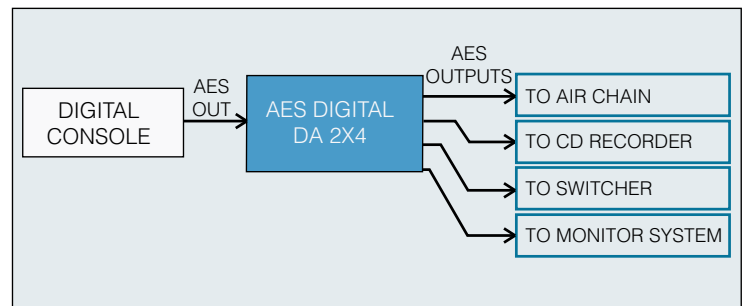 DIGITAL
CONSOLE
AES
OUT
AES DIGITAL
DA 2X4
AES
OUTPUTS
TO AIR CHAIN
TO CD RECORDER
TO SWITCHER
TO MONITOR SYSTEM